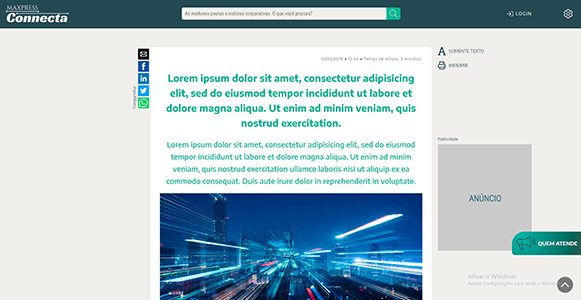 MAXPRESS
Connecta
As melhores pautas e notícias corporativas. O que você procura?
LOGIN
• 12:34 • Tempo de leitura: 3 minutos.
SOMENTE TEXTO
IMPRIMIR
Compartilhar
Lorem ipsum dolor sit amet, consectetur adipisicing
elit, sed do eiusmod tempor incididunt ut labore et
dolore magna aliqua. Ut enim ad minim veniam, quis
nostrud exercitation.
Lorem ipsum dolor sit amet, consectetur adipisicing elit, sed do eiusmod
tempor incididunt ut labore et dolore magna aliqua. Ut enim ad minim
veniam, quis nostrud exercitation ullamco laboris nisi ut aliquip ex ea
commodo consequat. Duis aute irure dolor in reprehenderit in voluptate.
Publicidade
ANÚNCIO
QUEM ATENDE
Ativar o Windows
Acesse Configurações para ativar o Windows.